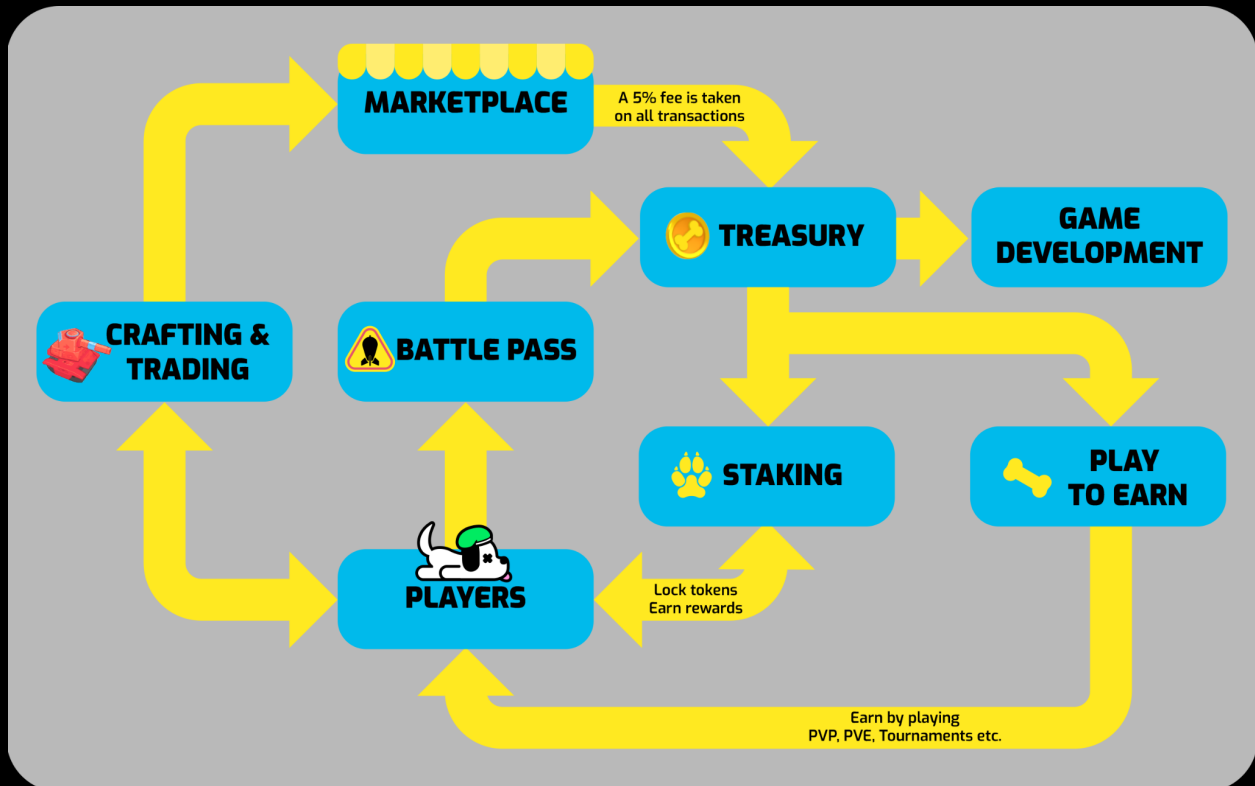 MARKETPLACE
A 5% fee is taken
on all transactions
TREASURY
GAME
DEVELOPMENT
CRAFTING &
TRADING
BATTLE PASS
STAKING
PLAY
TO EARN
PLAYERS
Lock tokens
Earn rewards
Earn by playing
PVP, PVE, Tournaments etc.